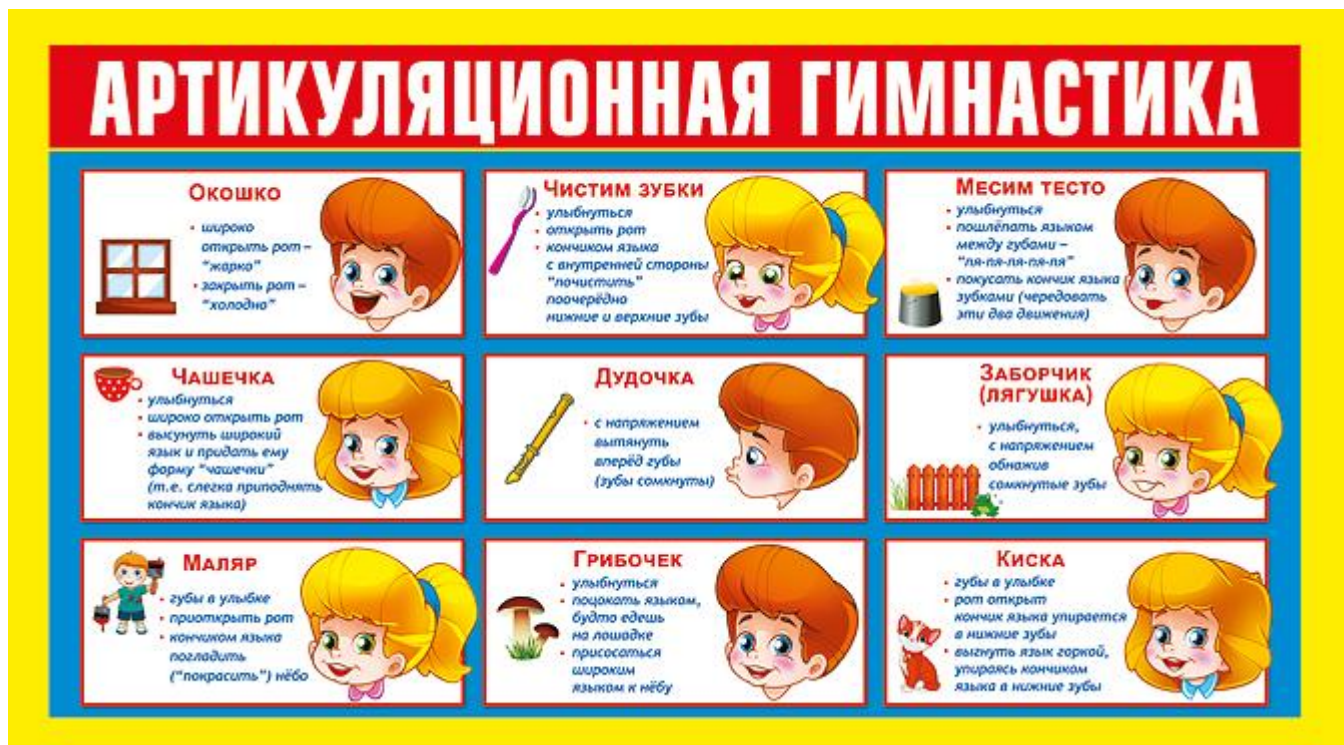 АРТИКУЛЯЦИОННАЯ ГИМНАСТИКА
Окошко
• широко
открыть рот –
"жарко"
• закрыть рот –
"холодно"
Чистим зубки
• улыбнуться
• открыть рот
• кончиком языка
с внутренней стороны
"почистить"
поочерёдно
нижние и верхние зубы
Месим тесто
• улыбнуться
• пошлёпать языком
между губами –
"пя-пя-пя-пя-пя"
• покусать кончик языка
зубками (чередовать
эти два движения)
Чашечка
• улыбнуться
• широко открыть рот
• высунуть широкий
язык и придать ему
форму "чашечки"
(т.е. слегка приподнять
кончик языка)
Дудочка
• с напряжением
вытянуть
вперёд губы
(зубы сомкнуты)
Заборчик
(лягушка)
• улыбнуться,
с напряжением
обнажив
сомкнутые зубы
Маляр
• губы в улыбке
• приоткрыть рот
• кончиком языка
погладить
("покрасить") нёбо
Грибочек
• улыбнуться
• поцокать языком,
будто едешь
на лошадке
• присосаться
широким
языком к нёбу
Киска
• губы в улыбке
• рот открыт
кончик языка упирается
в нижние зубы
• выгнуть язык горкой,
упираясь кончиком
языка в нижние зубы